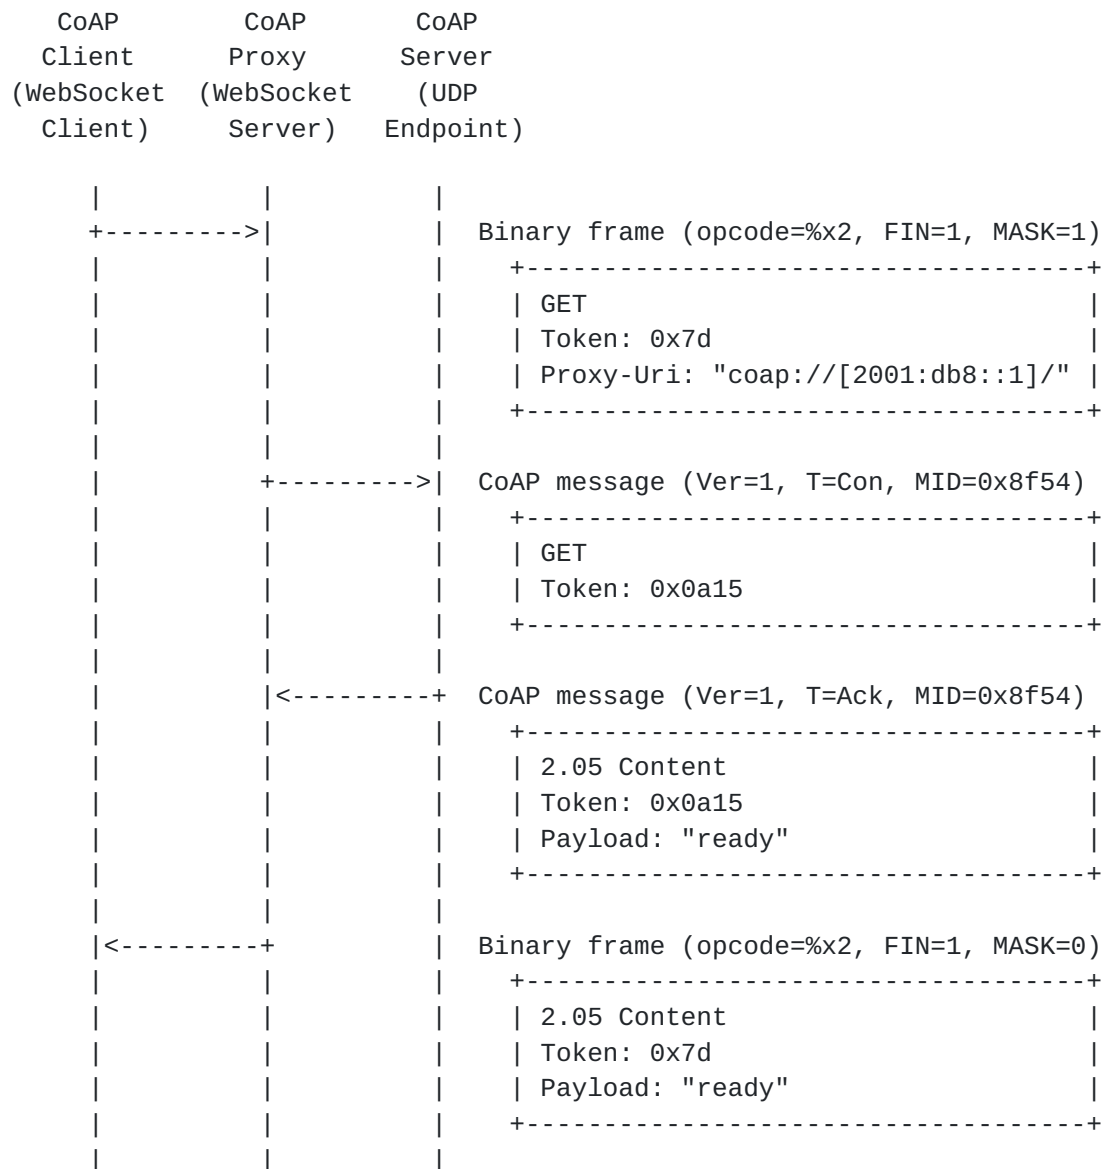 CoAP        CoAP       CoAP
  Client      Proxy      Server
(WebSocket  (WebSocket    (UDP
  Client)     Server)   Endpoint)

     |          |          |
     +--------->|          |  Binary frame (opcode=%x2, FIN=1, MASK=1)
     |          |          |    +------------------------------------+
     |          |          |    | GET                                |
     |          |          |    | Token: 0x7d                        |
     |          |          |    | Proxy-Uri: "coap://[2001:db8::1]/" |
     |          |          |    +------------------------------------+
     |          |          |
     |          +--------->|  CoAP message (Ver=1, T=Con, MID=0x8f54)
     |          |          |    +------------------------------------+
     |          |          |    | GET                                |
     |          |          |    | Token: 0x0a15                      |
     |          |          |    +------------------------------------+
     |          |          |
     |          |<---------+  CoAP message (Ver=1, T=Ack, MID=0x8f54)
     |          |          |    +------------------------------------+
     |          |          |    | 2.05 Content                       |
     |          |          |    | Token: 0x0a15                      |
     |          |          |    | Payload: "ready"                   |
     |          |          |    +------------------------------------+
     |          |          |
     |<---------+          |  Binary frame (opcode=%x2, FIN=1, MASK=0)
     |          |          |    +------------------------------------+
     |          |          |    | 2.05 Content                       |
     |          |          |    | Token: 0x7d                        |
     |          |          |    | Payload: "ready"                   |
     |          |          |    +------------------------------------+
     |          |          |